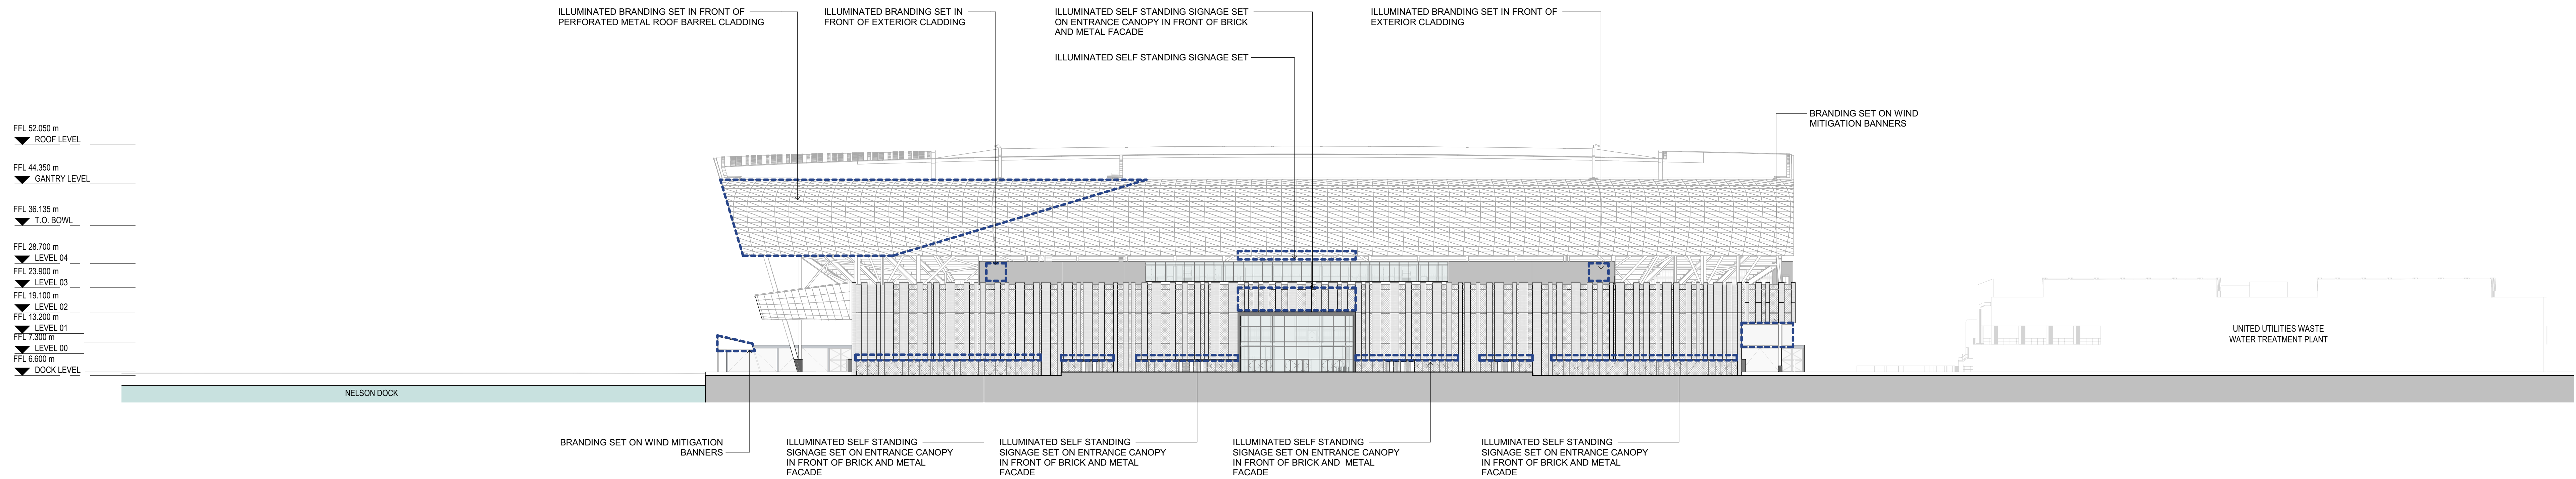 ILLUMINATED BRANDING SET IN FRONT OF
PERFORATED METAL ROOF BARREL CLADDING
ILLUMINATED BRANDING SET IN
FRONT OF EXTERIOR CLADDING
ILLUMINATED SELF STANDING SIGNAGE SET
ON ENTRANCE CANOPY IN FRONT OF BRICK
AND METAL FACADE
ILLUMINATED SELF STANDING SIGNAGE SET
ILLUMINATED BRANDING SET IN FRONT OF
EXTERIOR CLADDING
BRANDING SET ON WIND
MITIGATION BANNERS
FFL 52.050 m
ROOF LEVEL
FFL 44.350 m
GANTRY LEVEL
FFL 36.135 m
T.O. BOWL
FFL 28.700 m
LEVEL 04
FFL 23.900 m
LEVEL 03
FFL 19.100 m
LEVEL 02
FFL 13.200 m
LEVEL 01
FFL 7.300 m
LEVEL 00
FFL 6.600 m
DOCK LEVEL
NELSON DOCK
UNITED UTILITIES WASTE
WATER TREATMENT PLANT
BRANDING SET ON WIND MITIGATION
BANNERS
ILLUMINATED SELF STANDING
SIGNAGE SET ON ENTRANCE CANOPY
IN FRONT OF BRICK AND METAL
FACADE
ILLUMINATED SELF STANDING
SIGNAGE SET ON ENTRANCE CANOPY
IN FRONT OF BRICK AND METAL
FACADE
ILLUMINATED SELF STANDING
SIGNAGE SET ON ENTRANCE CANOPY
IN FRONT OF BRICK AND METAL
FACADE
ILLUMINATED SELF STANDING
SIGNAGE SET ON ENTRANCE CANOPY
IN FRONT OF BRICK AND METAL
FACADE